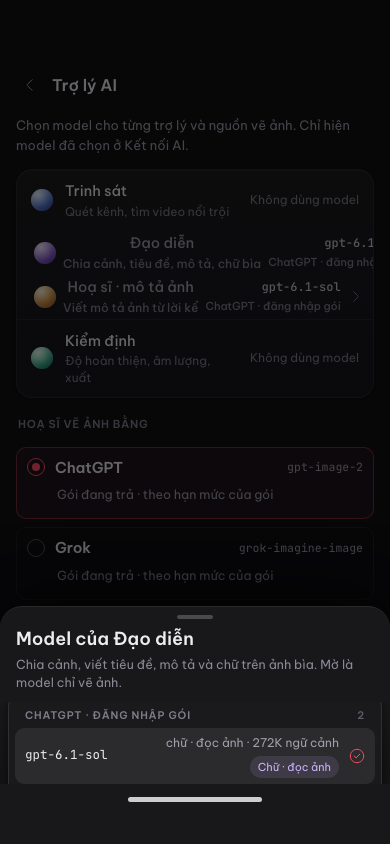 Trợ lý AI
Chọn model cho từng trợ lý và nguồn vẽ ảnh. Chỉ hiện
model đã chọn ở Kết nối AI.
Trinh sát
Không dùng model
Quét kênh, tìm video nổi trội
Đạo diễn
gpt-6.1
Chia cảnh, tiêu đề, mô tả, chữ bìa
ChatGPT · đăng nhậ
Hoạ sĩ · mô tả ảnh
gpt-6.1-sol
Viết mô tả ảnh từ lời kể
ChatGPT · đăng nhập gói
Kiểm định
Không dùng model
Độ hoàn thiện, âm lượng,
xuất
HOẠ SĨ VẼ ẢNH BẰNG
ChatGPT
gpt-image-2
Gói đang trả · theo hạn mức của gói
Grok
grok-imagine-image
Gói đang trả · theo hạn mức của gói
Model của Đạo diễn
Chia cảnh, viết tiêu đề, mô tả và chữ trên ảnh bìa. Mờ là
model chỉ vẽ ảnh.
CHATGPT · ĐĂNG NHẬP GÓI
2
gpt-6.1-sol
chữ · đọc ảnh · 272K ngữ cảnh
Chữ · đọc ảnh